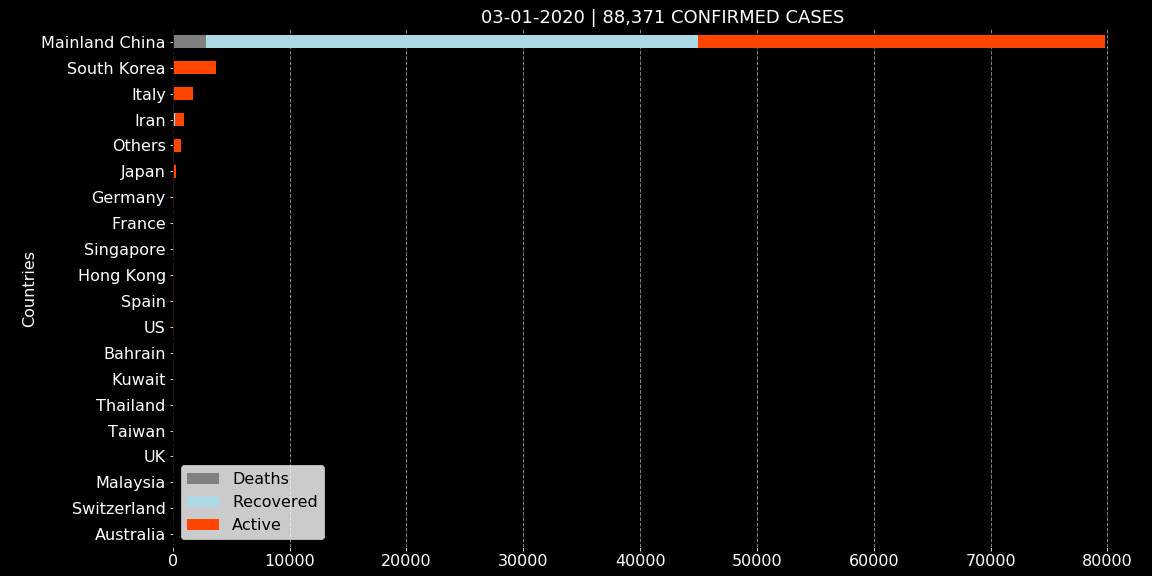 03-01-2020 | 88,371 CONFIRMED CASES
Countries
Mainland China
South Korea
Italy
Iran
Others
Japan
Germany
France
Singapore
Hong Kong
Spain
US
Bahrain
Kuwait
Thailand
Taiwan
UK
Malaysia
Switzerland
Australia
Deaths
Recovered
Active
0 10000 20000 30000 40000 50000 60000 70000 80000